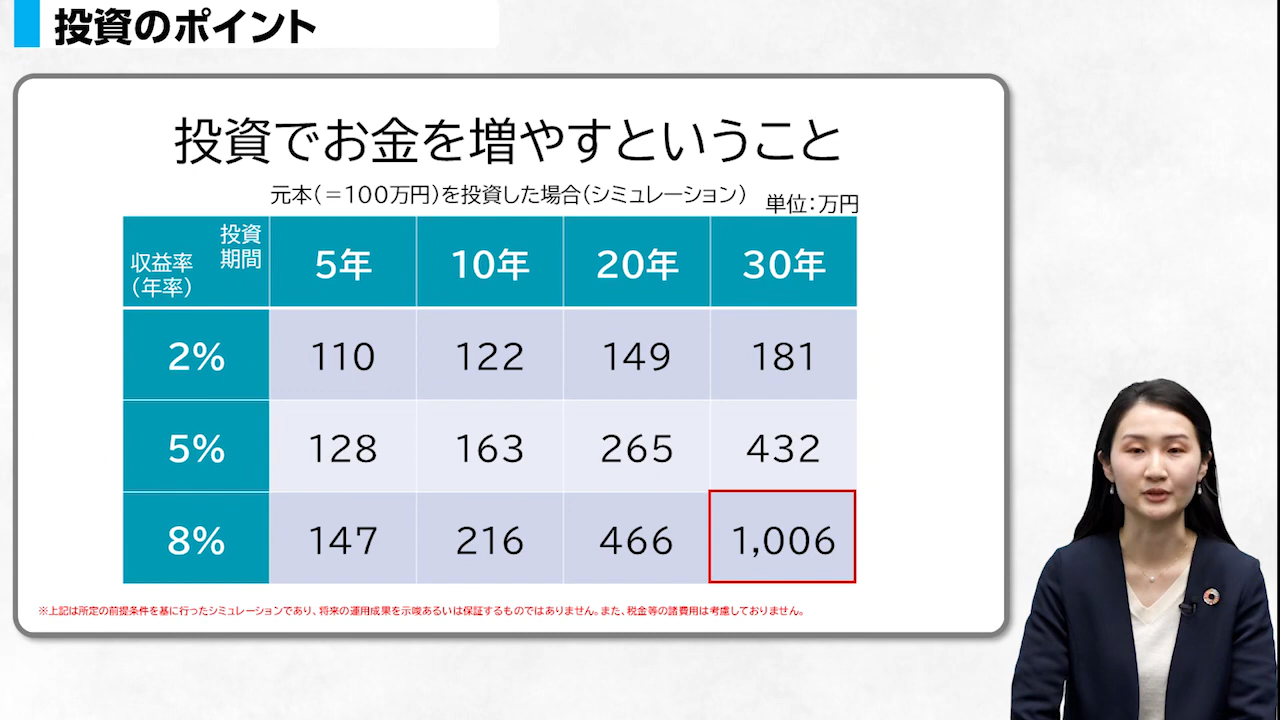 投資のポイント
投資でお金を増やすということ
元本(=100万円)を投資した場合(シミュレーション)
単位:万円
投資
期間
収益率
(年率)
5年 10年 20年 30年
2% 110 122 149 181
5% 128 163 265 432
8% 147 216 466 1,006
※上記は所定の前提条件を基に行ったシミュレーションであり、将来の運用成果を示唆あるいは保証するものではありません。また、税金等の諸費用は考慮しておりません。